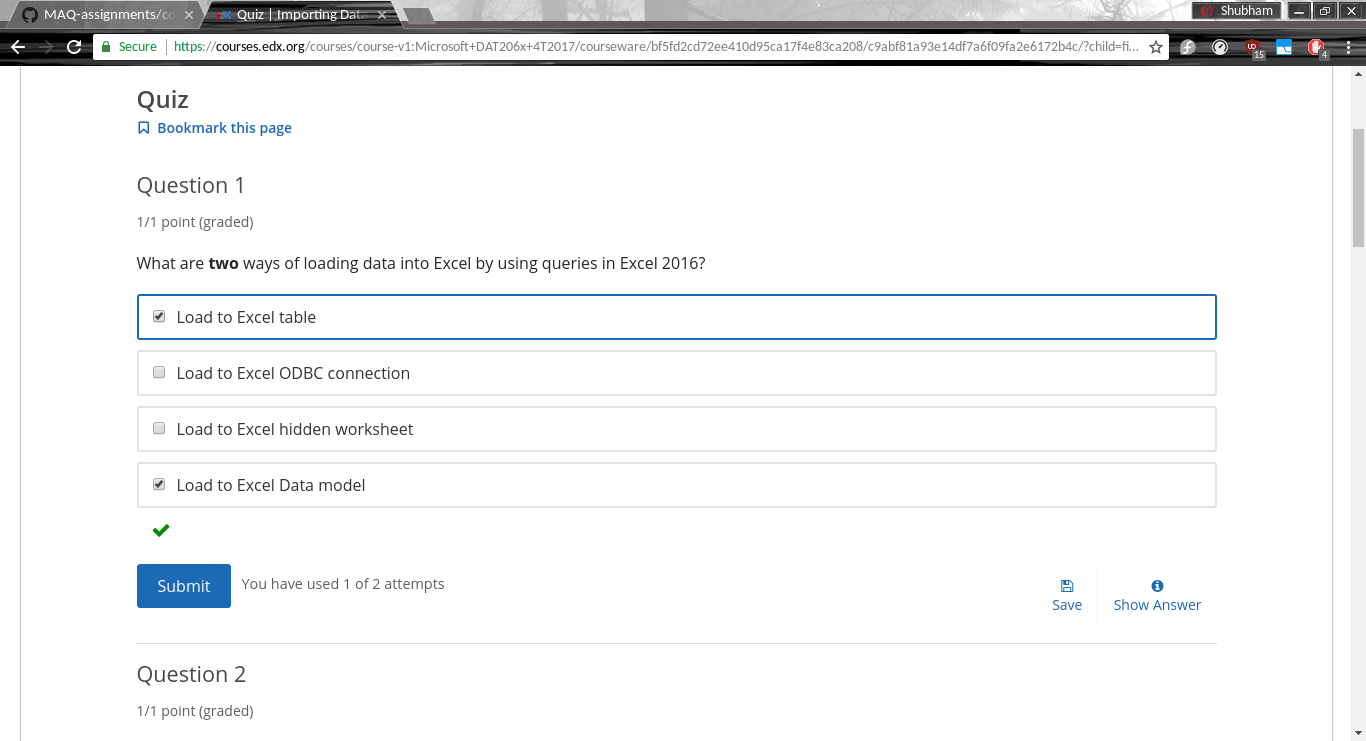 MAQ-assignments/co
Quiz | Importing Data
Shubham
Secure
https://courses.edx.org/courses/course-v1:Microsoft+DAT206x+4T2017/courseware/bf5fd2cd72ee410d95ca17f4e83ca208/c9abf81a93e14df7a6f09fa2e6172b4c/?child=fi...
15
4
Quiz
Bookmark this page
Question 1
1/1 point (graded)
What are two ways of loading data into Excel by using queries in Excel 2016?
Load to Excel table
Load to Excel ODBC connection
Load to Excel hidden worksheet
Load to Excel Data model
Submit
You have used 1 of 2 attempts
Save
Show Answer
Question 2
1/1 point (graded)